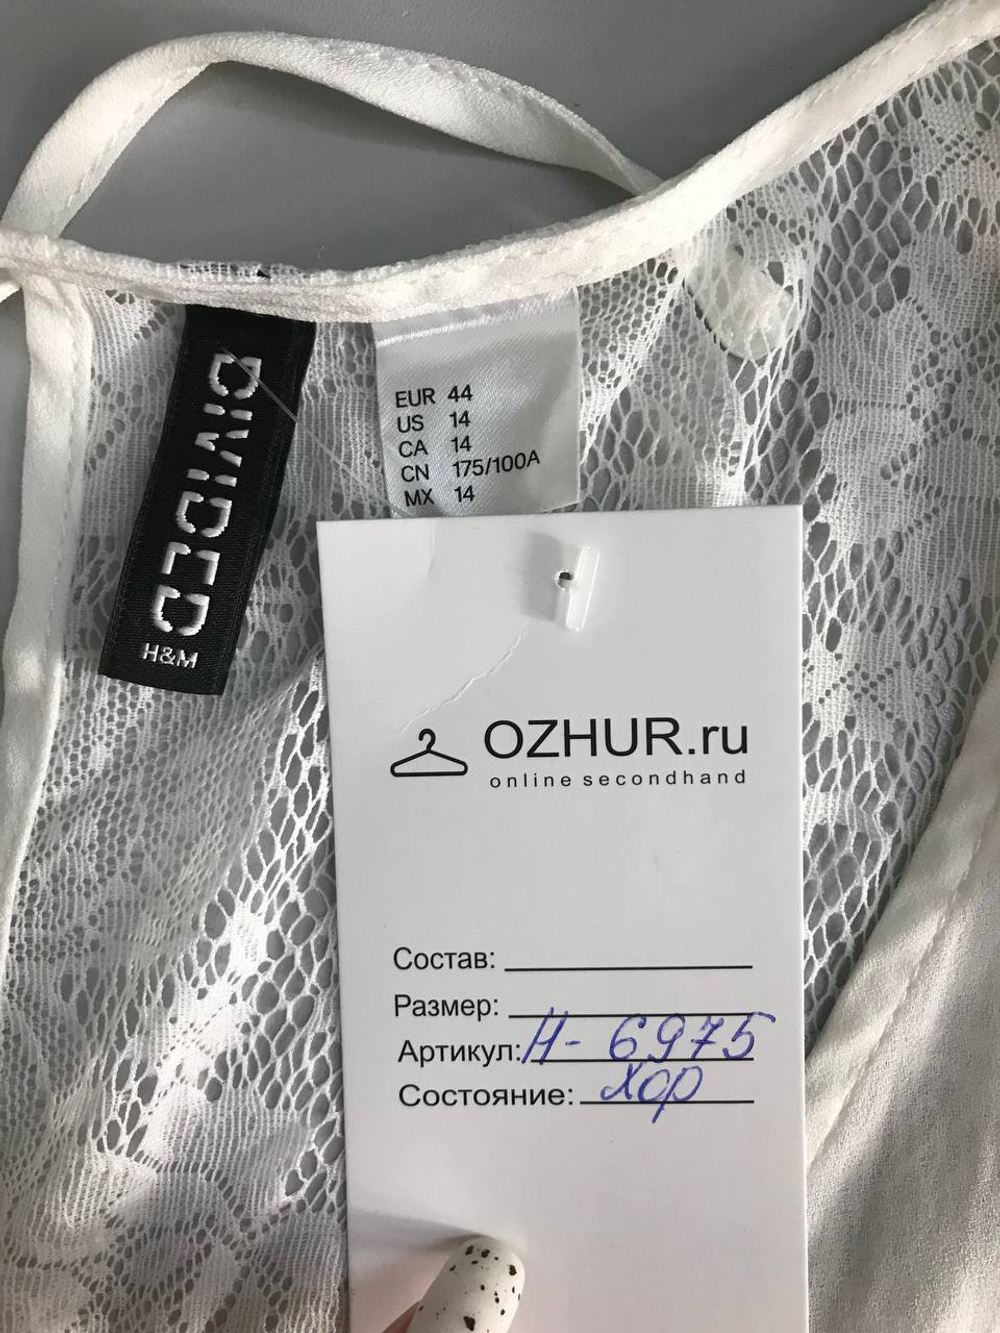 DIVIDED
H&M
EUR 44
US 14
CA 14
CN 175/100A
MX 14
OZHUR.ru
online secondhand
Состав:
Размер:
Артикул: Н- 6975
Состояние: хор